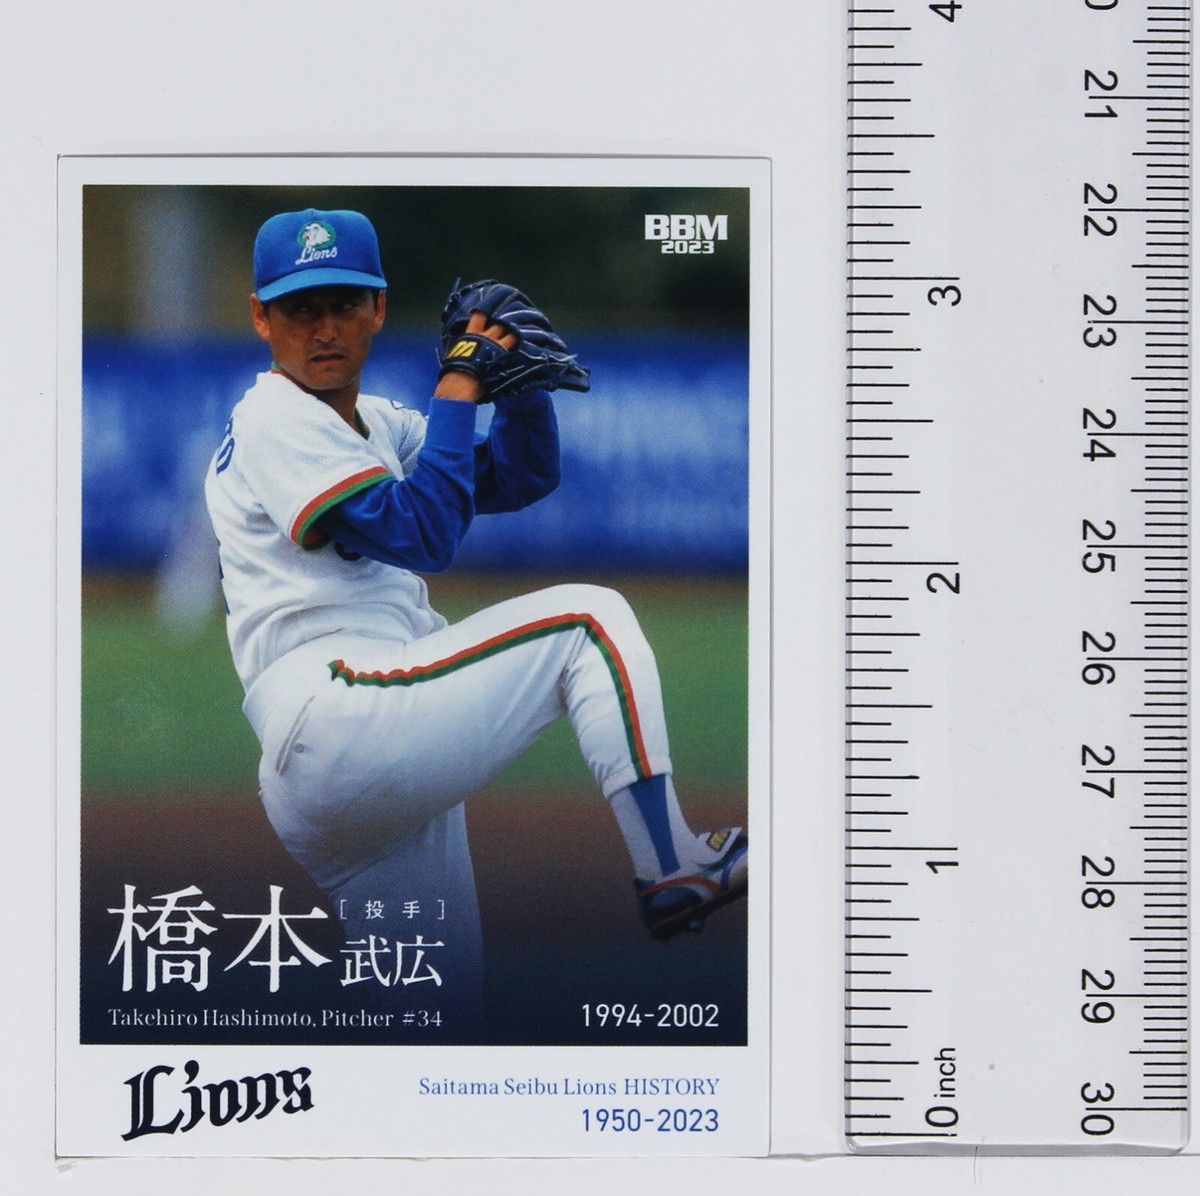 Lions
BBM
2023
橋本
[投手]
武広
Takehiro Hashimoto, Pitcher #34
1994-2002
Lions
Saitama Seibu Lions HISTORY
1950-2023
4
3
2
1
0 inch
21
22
23
24
25
26
27
28
29
30